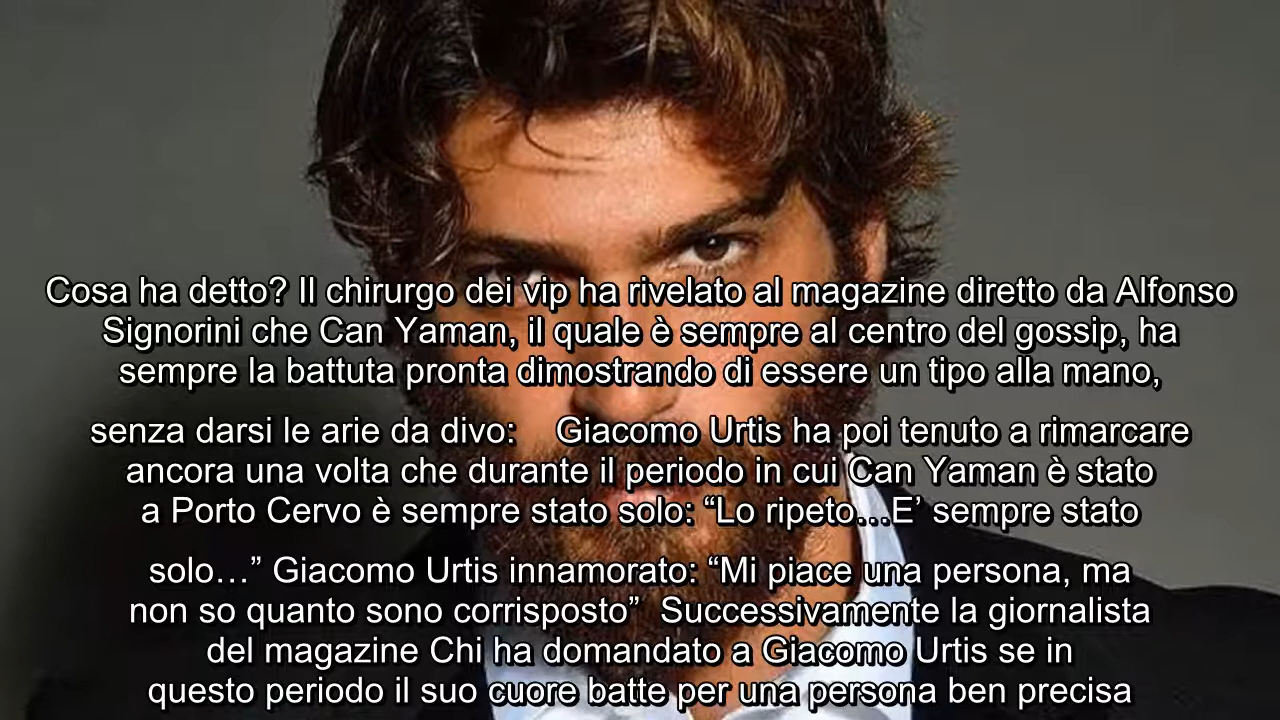 Cosa ha detto? Il chirurgo dei vip ha rivelato al magazine diretto da Alfonso
Signorini che Can Yaman, il quale è sempre al centro del gossip, ha
sempre la battuta pronta dimostrando di essere un tipo alla mano,
senza darsi le arie da divo:    Giacomo Urtis ha poi tenuto a rimarcare
ancora una volta che durante il periodo in cui Can Yaman è stato
a Porto Cervo è sempre stato solo: “Lo ripeto…E’ sempre stato
solo…” Giacomo Urtis innamorato: “Mi piace una persona, ma
non so quanto sono corrisposto”  Successivamente la giornalista
del magazine Chi ha domandato a Giacomo Urtis se in
questo periodo il suo cuore batte per una persona ben precisa